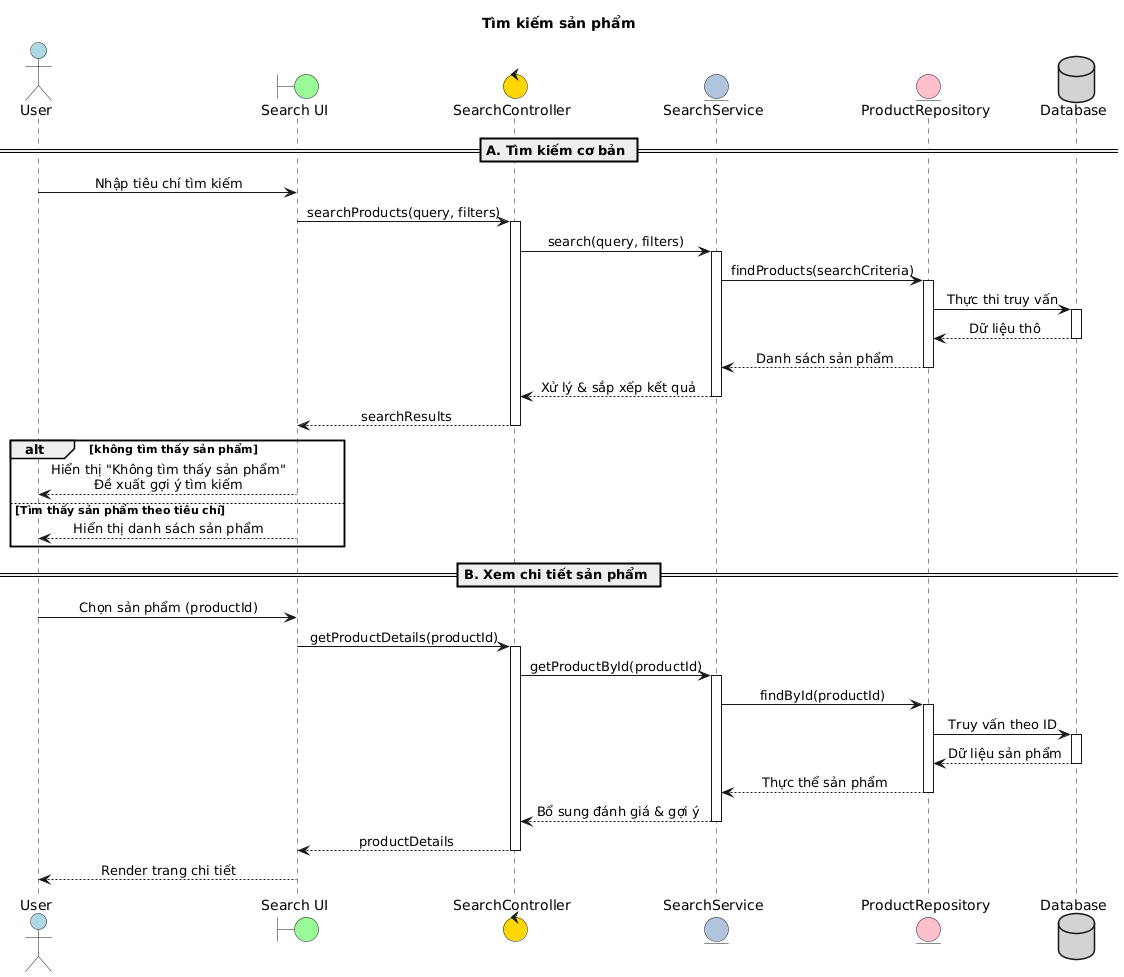 Tìm kiếm sản phẩm
User
Search UI
SearchController
SearchService
ProductRepository
Database
A. Tìm kiếm cơ bản
Nhập tiêu chí tìm kiếm
searchProducts(query, filters)
search(query, filters)
findProducts(searchCriteria)
Thực thi truy vấn
Dữ liệu thô
Danh sách sản phẩm
Xử lý & sắp xếp kết quả
searchResults
alt
[không tìm thấy sản phẩm]
Hiển thị "Không tìm thấy sản phẩm"
Đề xuất gợi ý tìm kiếm
[Tìm thấy sản phẩm theo tiêu chí]
Hiển thị danh sách sản phẩm
B. Xem chi tiết sản phẩm
Chọn sản phẩm (productId)
getProductDetails(productId)
getProductById(productId)
findById(productId)
Truy vấn theo ID
Dữ liệu sản phẩm
Thực thể sản phẩm
Bổ sung đánh giá & gợi ý
productDetails
Render trang chi tiết
User
Search UI
SearchController
SearchService
ProductRepository
Database